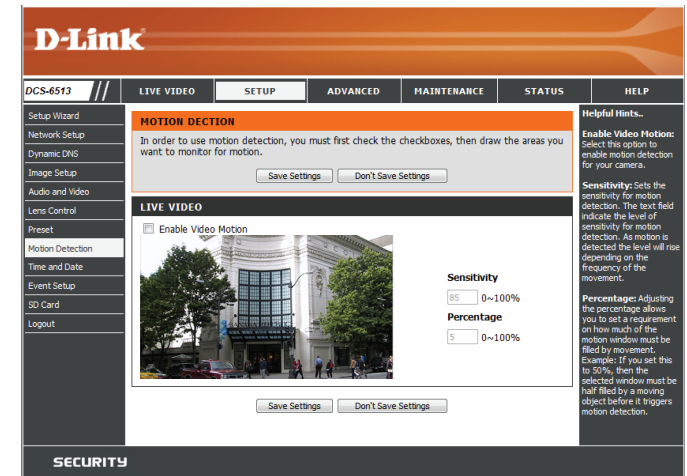 D-Link
DCS-6513 //
LIVE VIDEO
SETUP
ADVANCED
MAINTENANCE
STATUS
HELP
Setup Wizard
Network Setup
Dynamic DNS
Image Setup
Audio and Video
Lens Control
Preset
Motion Detection
Time and Date
Event Setup
SD Card
Logout
MOTION DECTION
In order to use motion detection, you must first check the checkboxes, then draw the areas you
want to monitor for motion.
Save Settings
Don't Save Settings
LIVE VIDEO
Enable Video Motion
Sensitivity
85 0~100%
Percentage
5 0~100%
Save Settings
Don't Save Settings
Helpful Hints..
Enable Video Motion:
Select this option to
enable motion detection
for your camera.
Sensitivity: Sets the
sensitivity for motion
detection. The text field
indicate the level of
sensitivity for motion
detection. As motion is
detected the level will rise
depending on the
frequency of the
movement.
Percentage: Adjusting
the percentage allows
you to set a requirement
on how much of the
motion window must be
filled by movement.
Example: If you set this
to 50%, then the
selected window must be
half filled by a moving
object before it triggers
motion detection.
SECURITY